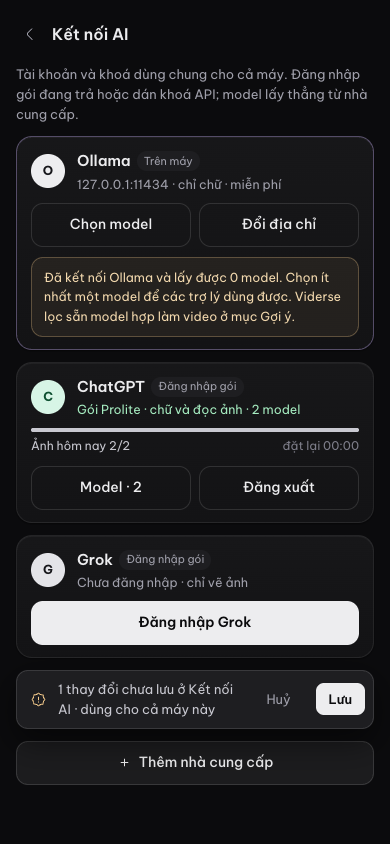 Kết nối AI
Tài khoản và khoá dùng chung cho cả máy. Đăng nhập
gói đang trả hoặc dán khoá API; model lấy thẳng từ nhà
cung cấp.
O
Ollama
Trên máy
127.0.0.1:11434 · chỉ chữ · miễn phí
Chọn model
Đổi địa chỉ
Đã kết nối Ollama và lấy được 0 model. Chọn ít
nhất một model để các trợ lý dùng được. Viderse
lọc sẵn model hợp làm video ở mục Gợi ý.
C
ChatGPT
Đăng nhập gói
Gói Prolite · chữ và đọc ảnh · 2 model
Ảnh hôm nay 2/2
đặt lại 00:00
Model · 2
Đăng xuất
G
Grok
Đăng nhập gói
Chưa đăng nhập · chỉ vẽ ảnh
Đăng nhập Grok
1 thay đổi chưa lưu ở Kết nối
AI · dùng cho cả máy này
Huỷ
Lưu
+ Thêm nhà cung cấp